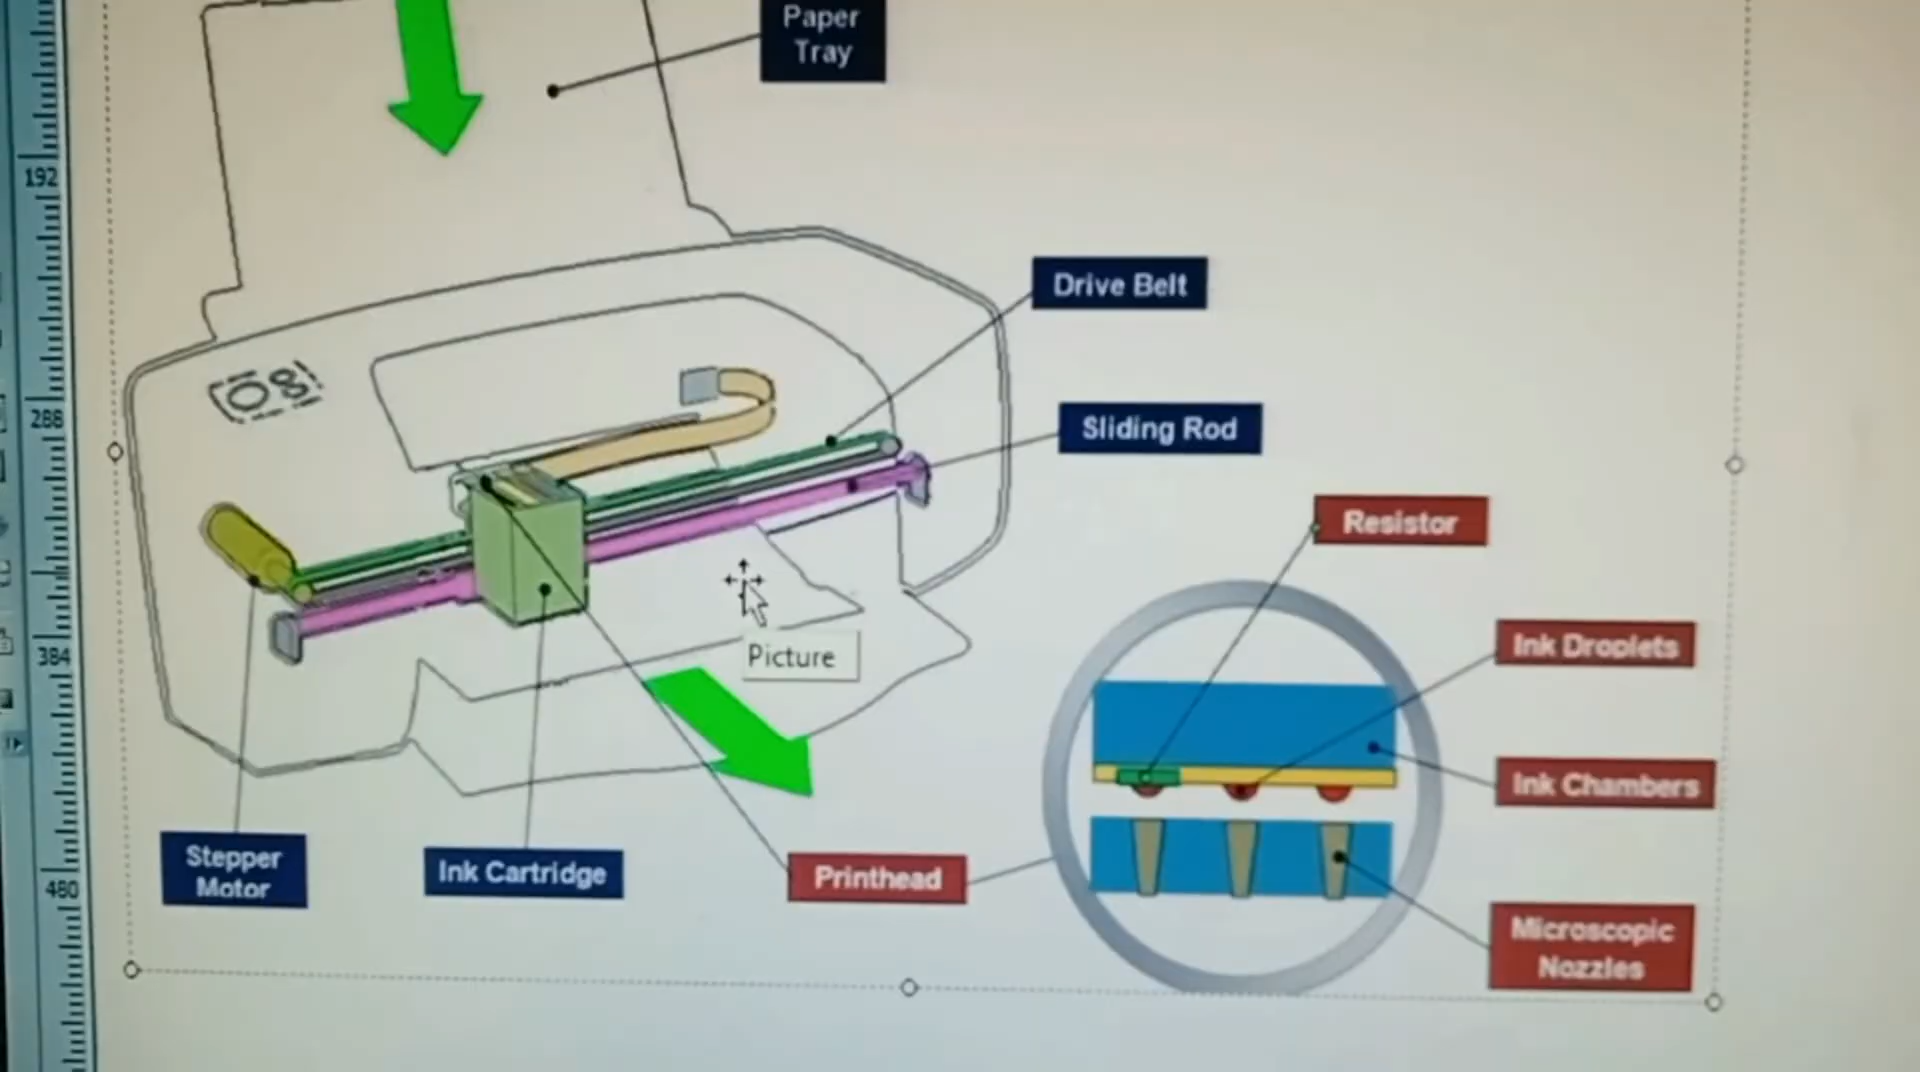 Paper
Tray
192
Drive Belt
288
Sliding Rod
Resistor
Ink Droplets
384
Picture
Ink Chambers
Stepper
Motor
Ink Cartridge
Printhead
480
Microscopic
Nozzles